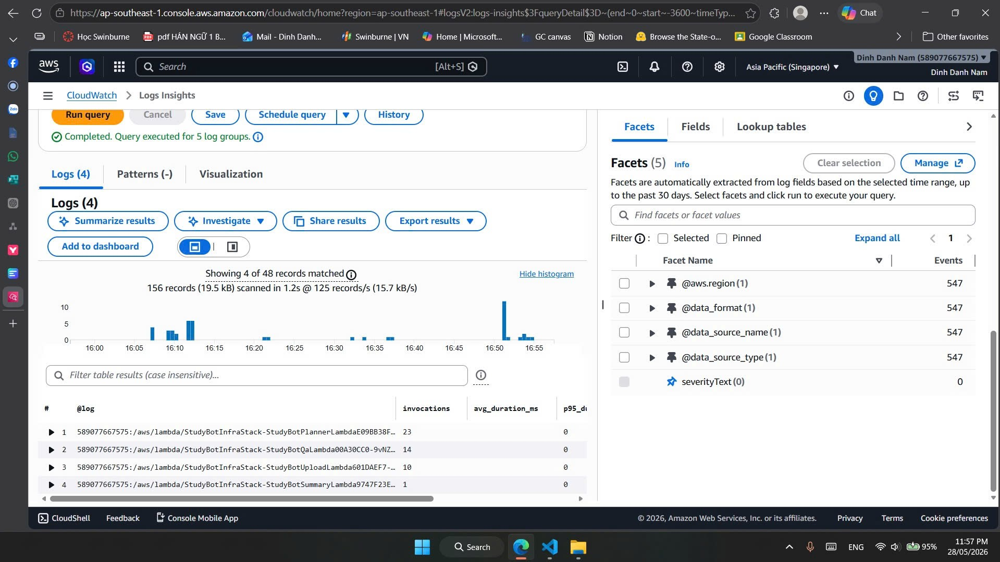 https://ap-southeast-1.console.aws.amazon.com/cloudwatch/home?region=ap-southeast-1#logsV2:logs-insights$3FqueryDetail$3D~(end~0~start~-3600~timeTyp...
Chat
Học Swinburne
pdf HÁN NGỮ 1 B...
Mail - Dinh Danh...
Swinburne | VN
Home | Microsoft...
GC canvas
Notion
Browse the State-o...
Google Classroom
Other favorites
aws
Search
[Alt+S]
Asia Pacific (Singapore)
Dinh Danh Nam (589077667575)
Dinh Danh Nam
CloudWatch
Logs Insights
Run query
Cancel
Save
Schedule query
History
Completed. Query executed for 5 log groups.
Logs (4)
Patterns (-)
Visualization
Logs (4)
Summarize results
Investigate
Share results
Export results
Add to dashboard
Showing 4 of 48 records matched
Hide histogram
156 records (19.5 kB) scanned in 1.2s @ 125 records/s (15.7 kB/s)
10
5
0
16:00 16:05 16:10 16:15 16:20 16:25 16:30 16:35 16:40 16:45 16:50 16:55
Filter table results (case insensitive)...
# @log invocations avg_duration_ms p95_du
1 589077667575:/aws/lambda/StudyBotInfraStack-StudyBotPlannerLambdaE09BB38F… 23 0
2 589077667575:/aws/lambda/StudyBotInfraStack-StudyBotQaLambda00A30CC0-9vNZ… 14 0
3 589077667575:/aws/lambda/StudyBotInfraStack-StudyBotUploadLambda601DAEF7-… 10 0
4 589077667575:/aws/lambda/StudyBotInfraStack-StudyBotSummaryLambda9747F23E… 1 0
Facets
Fields
Lookup tables
Facets (5) Info
Clear selection
Manage
Facets are automatically extracted from log fields based on the selected time range, up
to the past 30 days. Select facets and click run to execute your query.
Find facets or facet values
Filter : Selected Pinned
Expand all
1
Facet Name Events
@aws.region (1) 547
@data_format (1) 547
@data_source_name (1) 547
@data_source_type (1) 547
severityText (0) 0
CloudShell
Feedback
Console Mobile App
© 2026, Amazon Web Services, Inc. or its affiliates.
Privacy
Terms
Cookie preferences
Zalo
Search
ENG
95%
11:57 PM
28/05/2026